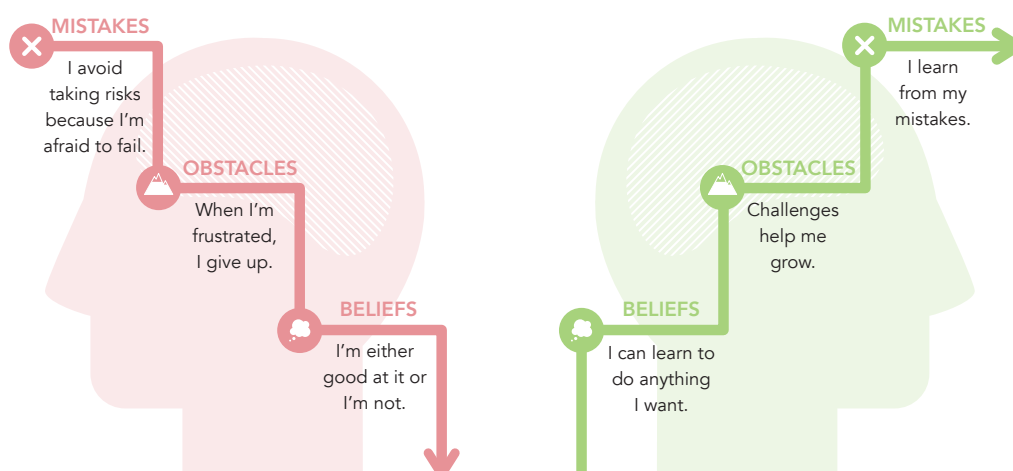 MISTAKES
I avoid
taking risks
because I'm
afraid to fail.
OBSTACLES
When I'm
frustrated,
I give up.
BELIEFS
I'm either
good at it or
I'm not.
MISTAKES
I learn
from my
mistakes.
OBSTACLES
Challenges
help me
grow.
BELIEFS
I can learn to
do anything
I want.